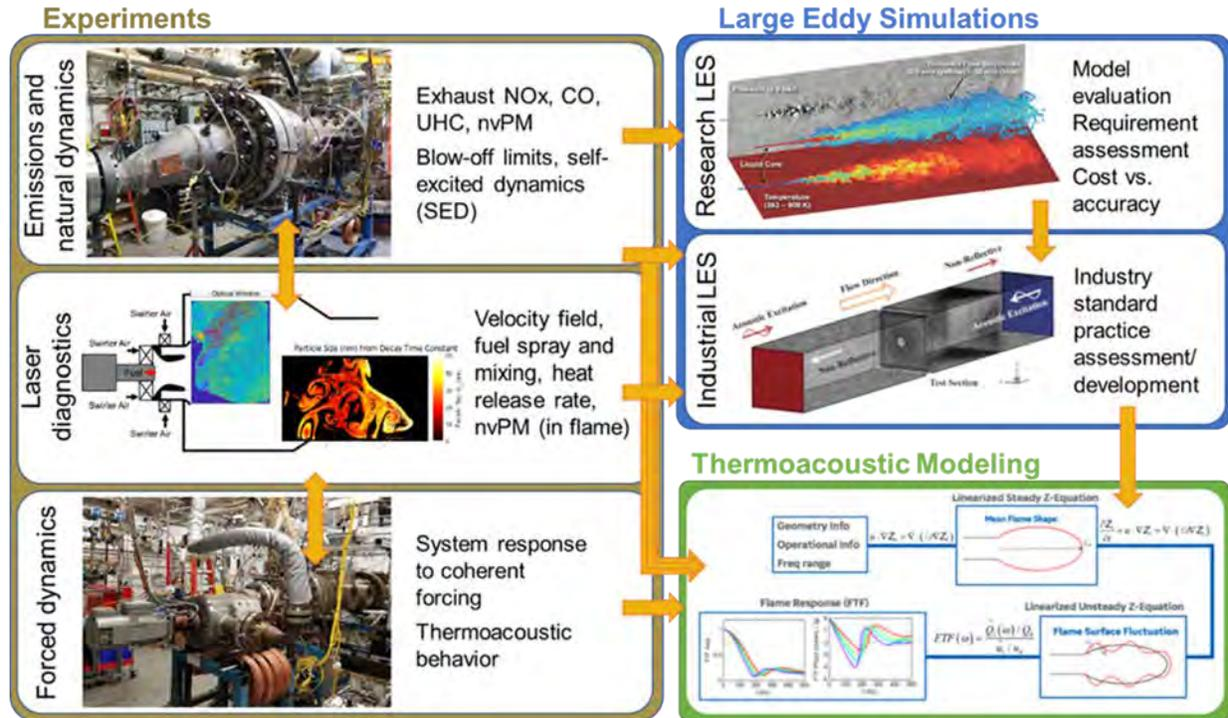 Experiments
Emissions and
natural dynamics
Exhaust NOx, CO,
UHC, nvPM
Blow-off limits, self-
excited dynamics
(SED)
Laser
diagnostics
Optical Window
Swirler Air
Swirler Air
Fuel
Swirler Air
Swirler Air
Particle Size (nm) from Decay Time Constant
Velocity field,
fuel spray and
mixing, heat
release rate,
nvPM (in flame)
Forced dynamics
System response
to coherent
forcing
Thermoacoustic
behavior
Large Eddy Simulations
Research LES
Liquid Core
Temperature
Model
evaluation
Requirement
assessment
Cost vs.
accuracy
Industrial LES
Acoustic Excitation
Flow Direction
Non-Reflective
Non-Reflective
Acoustic Excitation
Test Section
Industry
standard
practice
assessment/
development
Thermoacoustic Modeling
Linearized Steady Z-Equation
Geometry Info
Operational Info
Freq range
Mean Flame Shape
Flame Response (FTF)
Linearized Unsteady Z-Equation
Flame Surface Fluctuation